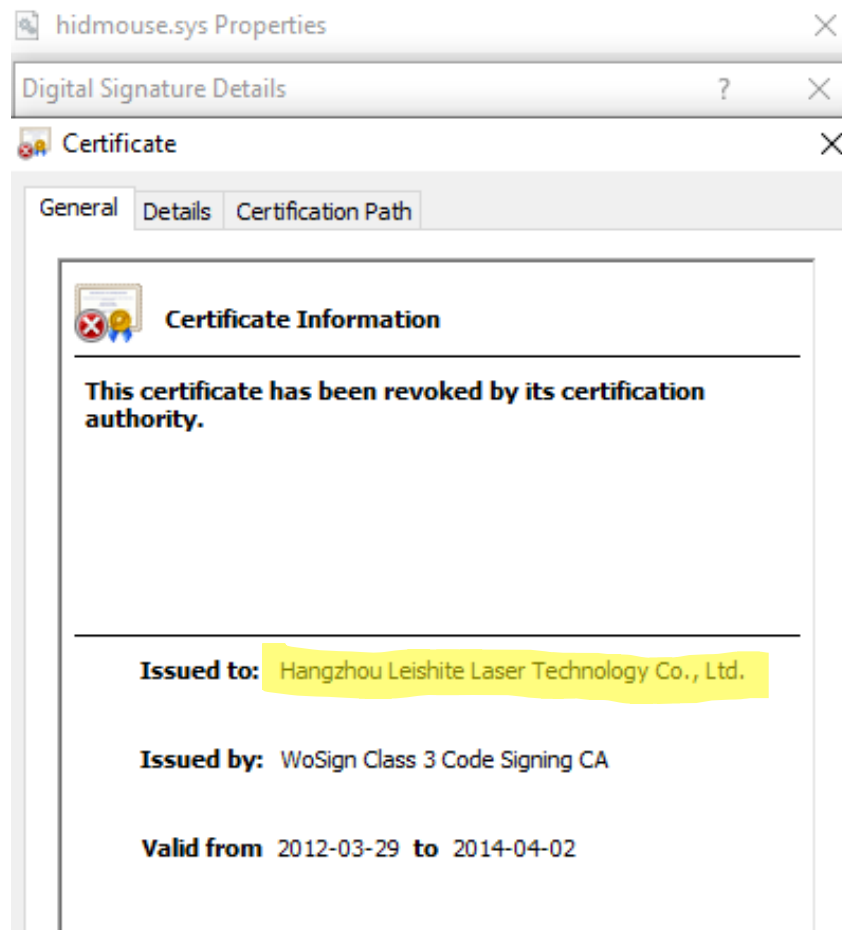 hidmouse.sys Properties
Digital Signature Details ?
Certificate
General Details Certification Path
Certificate Information
This certificate has been revoked by its certification
authority.
Issued to: Hangzhou Leishite Laser Technology Co., Ltd.
Issued by: WoSign Class 3 Code Signing CA
Valid from 2012-03-29 to 2014-04-02